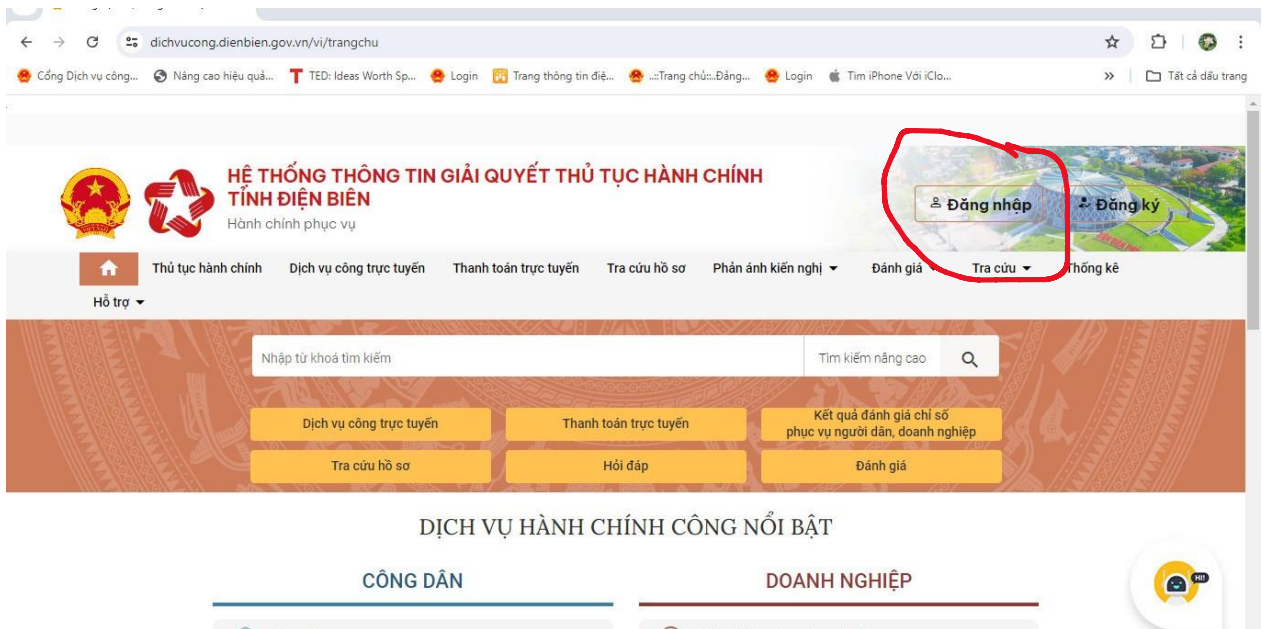 dichvucong.dienbien.gov.vn/vi/trangchu
Cổng Dịch vụ công... Nâng cao hiệu quả... TED: Ideas Worth Sp... Login Trang thông tin điệ... ..::Trang chủ::..Đảng... Login Tìm iPhone Với iClo... » Tất cả dấu trang
HỆ THỐNG THÔNG TIN GIẢI QUYẾT THỦ TỤC HÀNH CHÍNH
TỈNH ĐIỆN BIÊN
Hành chính phục vụ
Đăng nhập Đăng ký
Thủ tục hành chính Dịch vụ công trực tuyến Thanh toán trực tuyến Tra cứu hồ sơ Phản ánh kiến nghị Đánh giá Tra cứu Thống kê
Hỗ trợ
Nhập từ khoá tìm kiếm Tìm kiếm nâng cao
Dịch vụ công trực tuyến Thanh toán trực tuyến Kết quả đánh giá chỉ số
phục vụ người dân, doanh nghiệp
Tra cứu hồ sơ Hỏi đáp Đánh giá
DỊCH VỤ HÀNH CHÍNH CÔNG NỔI BẬT
CÔNG DÂN DOANH NGHIỆP
HI!